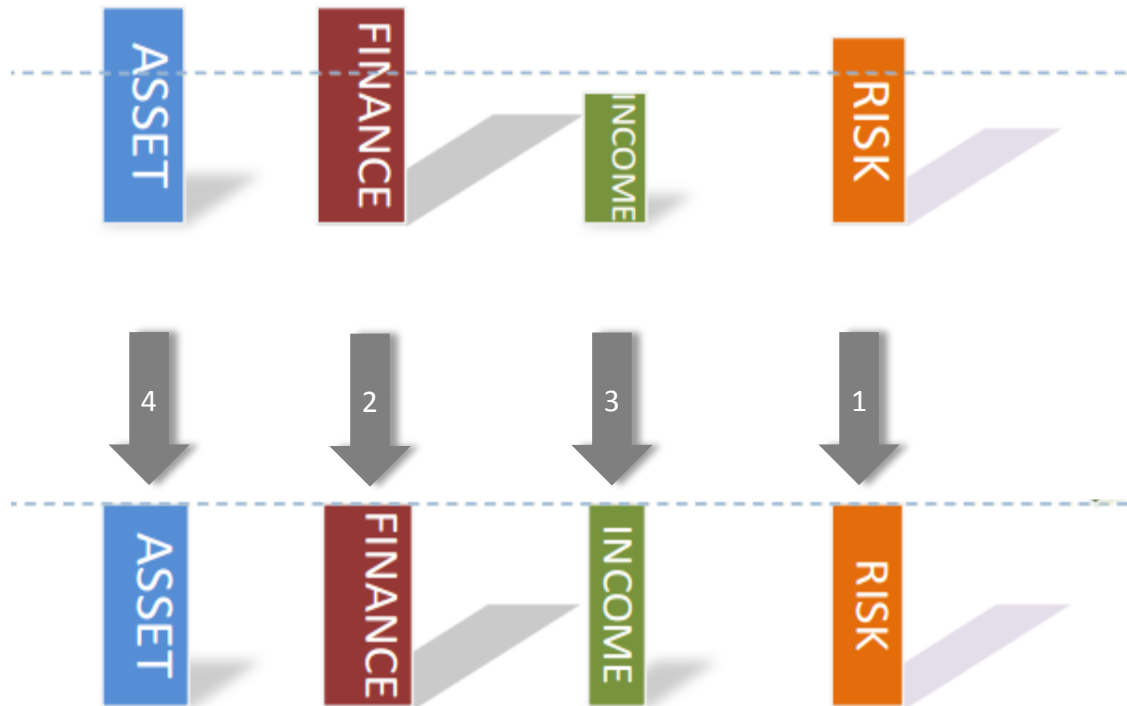 ASSET
FINANCE
INCOME
RISK
4
2
3
1
ASSET
FINANCE
INCOME
RISK